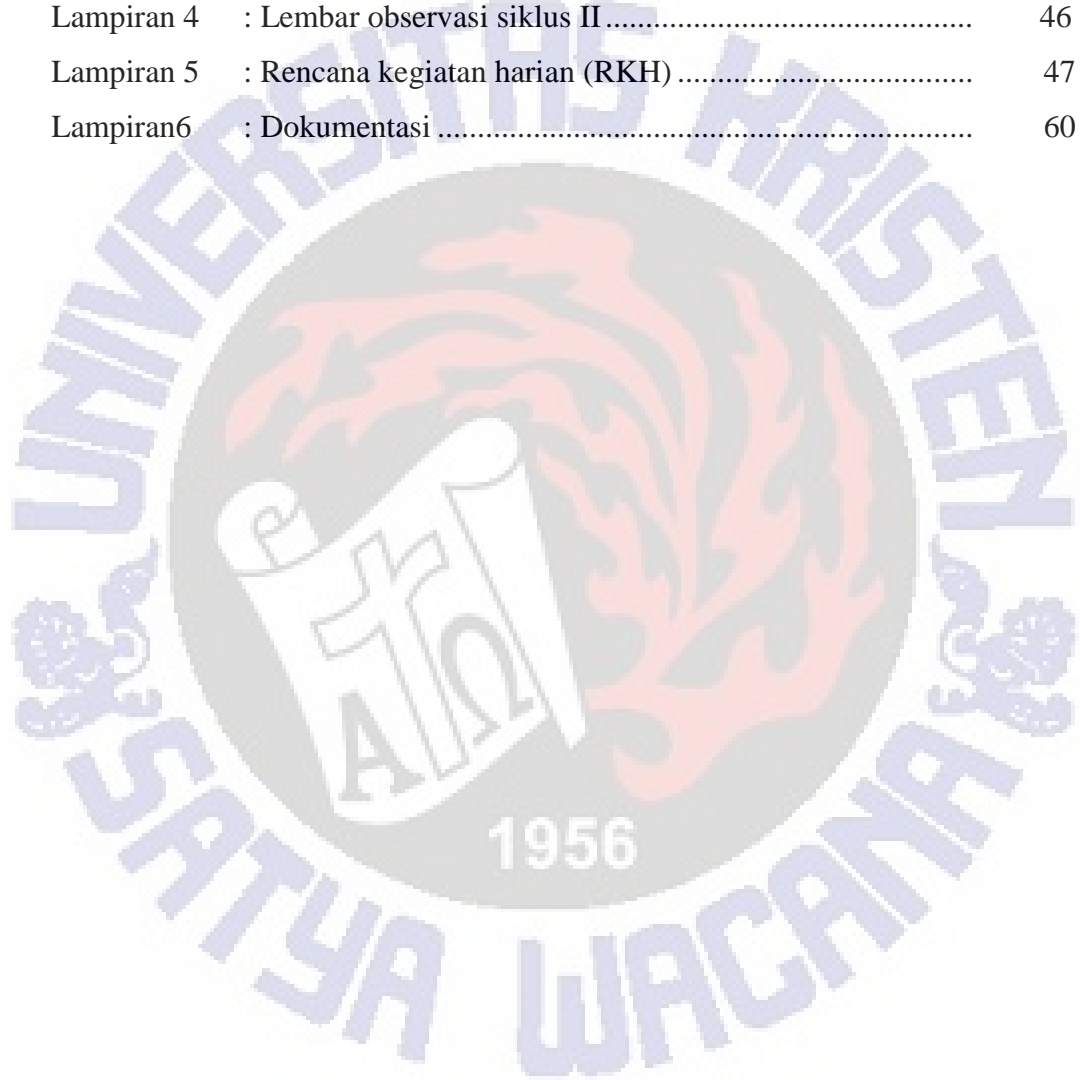 Lampiran 4 : Lembar observasi siklus II.............................................. 46
Lampiran 5 : Rencana kegiatan harian (RKH)..................................... 47
Lampiran6 : Dokumentasi................................................................... 60
UNIVERSITAS KRISTEN
Α Ω
1956
SATYA WACANA